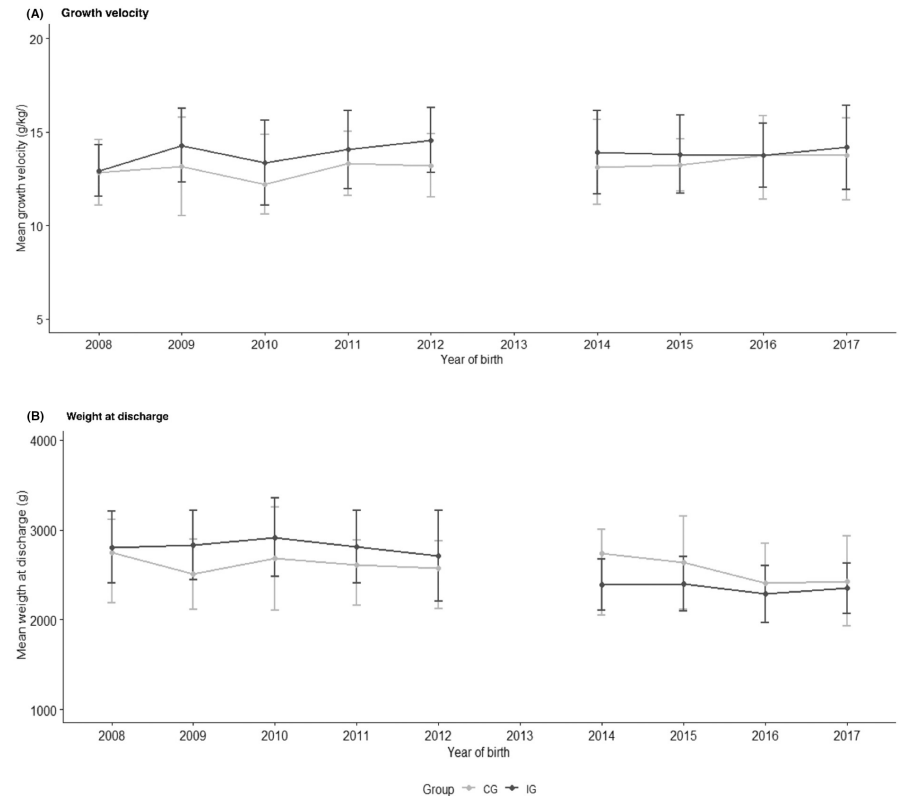 (A) Growth velocity
Mean growth velocity (g/kg/)
20
15
10
5
2008 2009 2010 2011 2012 2013 2014 2015 2016 2017
Year of birth
(B) Weight at discharge
Mean weigth at discharge (g)
4000
3000
2000
1000
2008 2009 2010 2011 2012 2013 2014 2015 2016 2017
Year of birth
Group CG IG